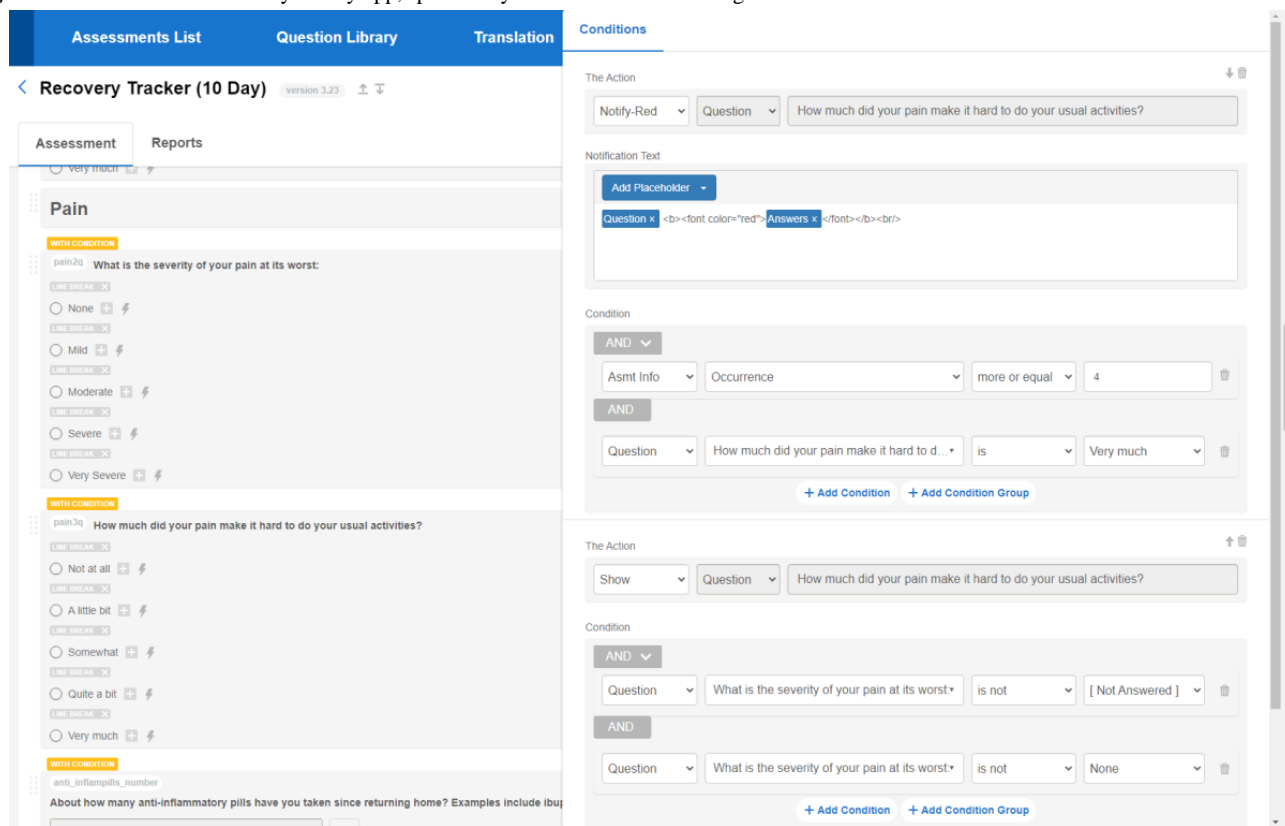 Assessments List
Question Library
Translation
Recovery Tracker (10 Day)
version 3.23
Assessment
Reports
Very much
Pain
WITH CONDITION
pain2q
What is the severity of your pain at its worst:
LINE BREAK X
None
LINE BREAK X
Mild
LINE BREAK X
Moderate
LINE BREAK X
Severe
LINE BREAK X
Very Severe
WITH CONDITION
pain3q
How much did your pain make it hard to do your usual activities?
LINE BREAK X
Not at all
LINE BREAK X
A little bit
LINE BREAK X
Somewhat
LINE BREAK X
Quite a bit
LINE BREAK X
Very much
WITH CONDITION
anti_inflampills_number
About how many anti-inflammatory pills have you taken since returning home? Examples include
Conditions
The Action
Notify-Red
Question
How much did your pain make it hard to do your usual activities?
Notification Text
Add Placeholder
Question x <b><font color="red"> Answers x </font></b><br/>
Condition
AND
Asmt Info
Occurrence
more or equal
4
AND
Question
How much did your pain make it hard to d...
is
Very much
+ Add Condition
+ Add Condition Group
The Action
Show
Question
How much did your pain make it hard to do your usual activities?
Condition
AND
Question
What is the severity of your pain at its worst:
is not
[ Not Answered ]
AND
Question
What is the severity of your pain at its worst:
is not
None
+ Add Condition
+ Add Condition Group